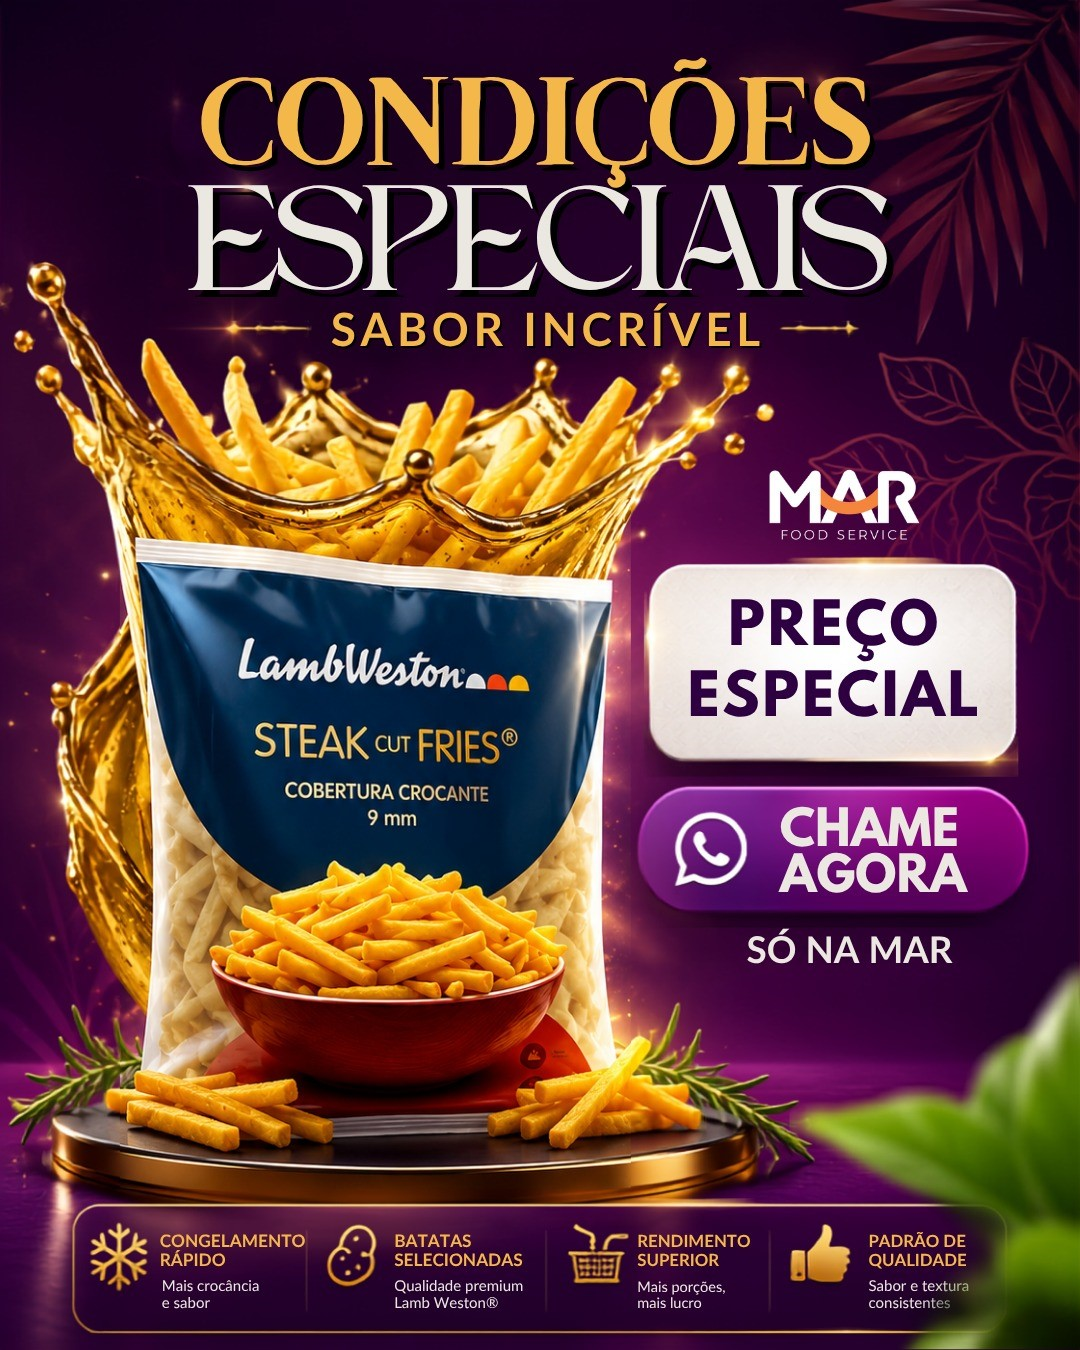 CONDIÇÕES
ESPECIAIS
SABOR INCRÍVEL
MAR
FOOD SERVICE
PREÇO
ESPECIAL
CHAME
AGORA
SÓ NA MAR
LambWeston
STEAK CUT FRIES®
COBERTURA CROCANTE
9 mm
CONGELAMENTO
RÁPIDO
Mais crocância
e sabor
BATATAS
SELECIONADAS
Qualidade premium
Lamb Weston®
RENDIMENTO
SUPERIOR
Mais porções,
mais lucro
PADRÃO DE
QUALIDADE
Sabor e textura
consistentes